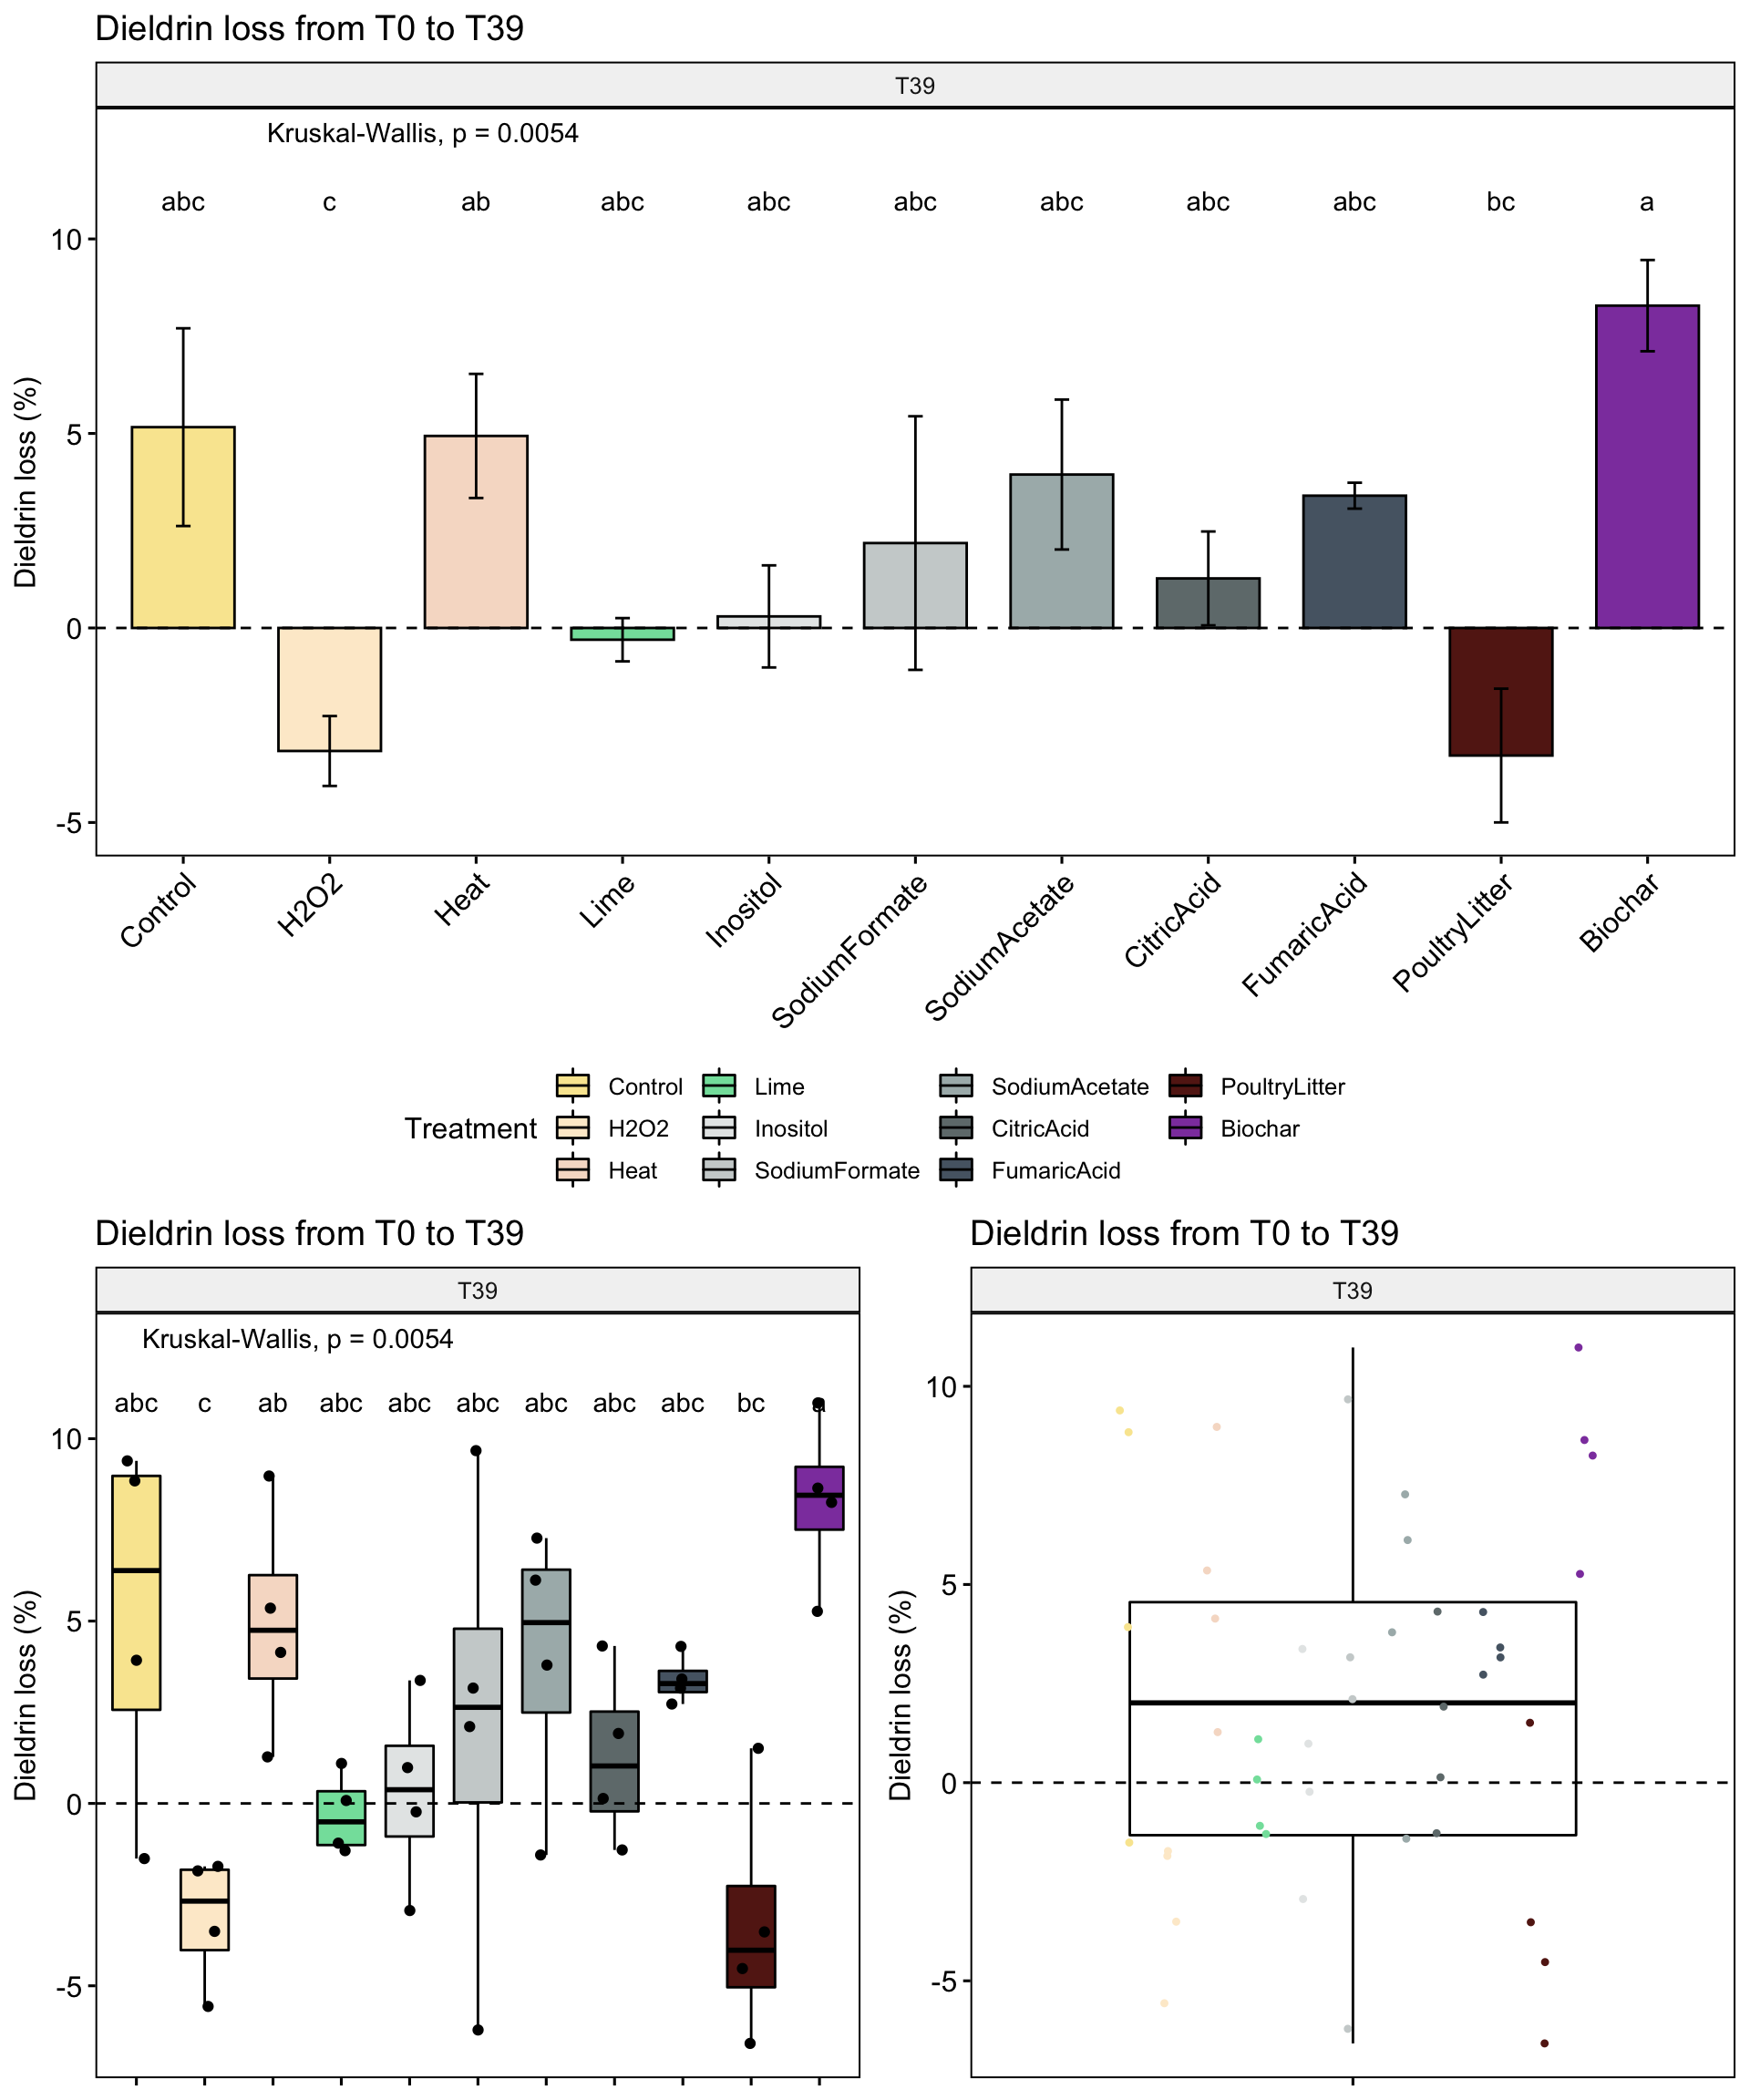 Dieldrin loss from T0 to T39
T39
Kruskal-Wallis, p = 0.0054
abc c ab abc abc abc abc abc abc bc a
10
5
0
-5
Dieldrin loss (%)
Control H2O2 Heat Lime Inositol SodiumFormate SodiumAcetate CitricAcid FumaricAcid PoultryLitter Biochar
Treatment
Control Lime SodiumAcetate PoultryLitter
H2O2 Inositol CitricAcid Biochar
Heat SodiumFormate FumaricAcid
Dieldrin loss from T0 to T39
T39
Kruskal-Wallis, p = 0.0054
abc c ab abc abc abc abc abc abc bc a
10
5
0
-5
Dieldrin loss (%)
Dieldrin loss from T0 to T39
T39
10
5
0
-5
Dieldrin loss (%)